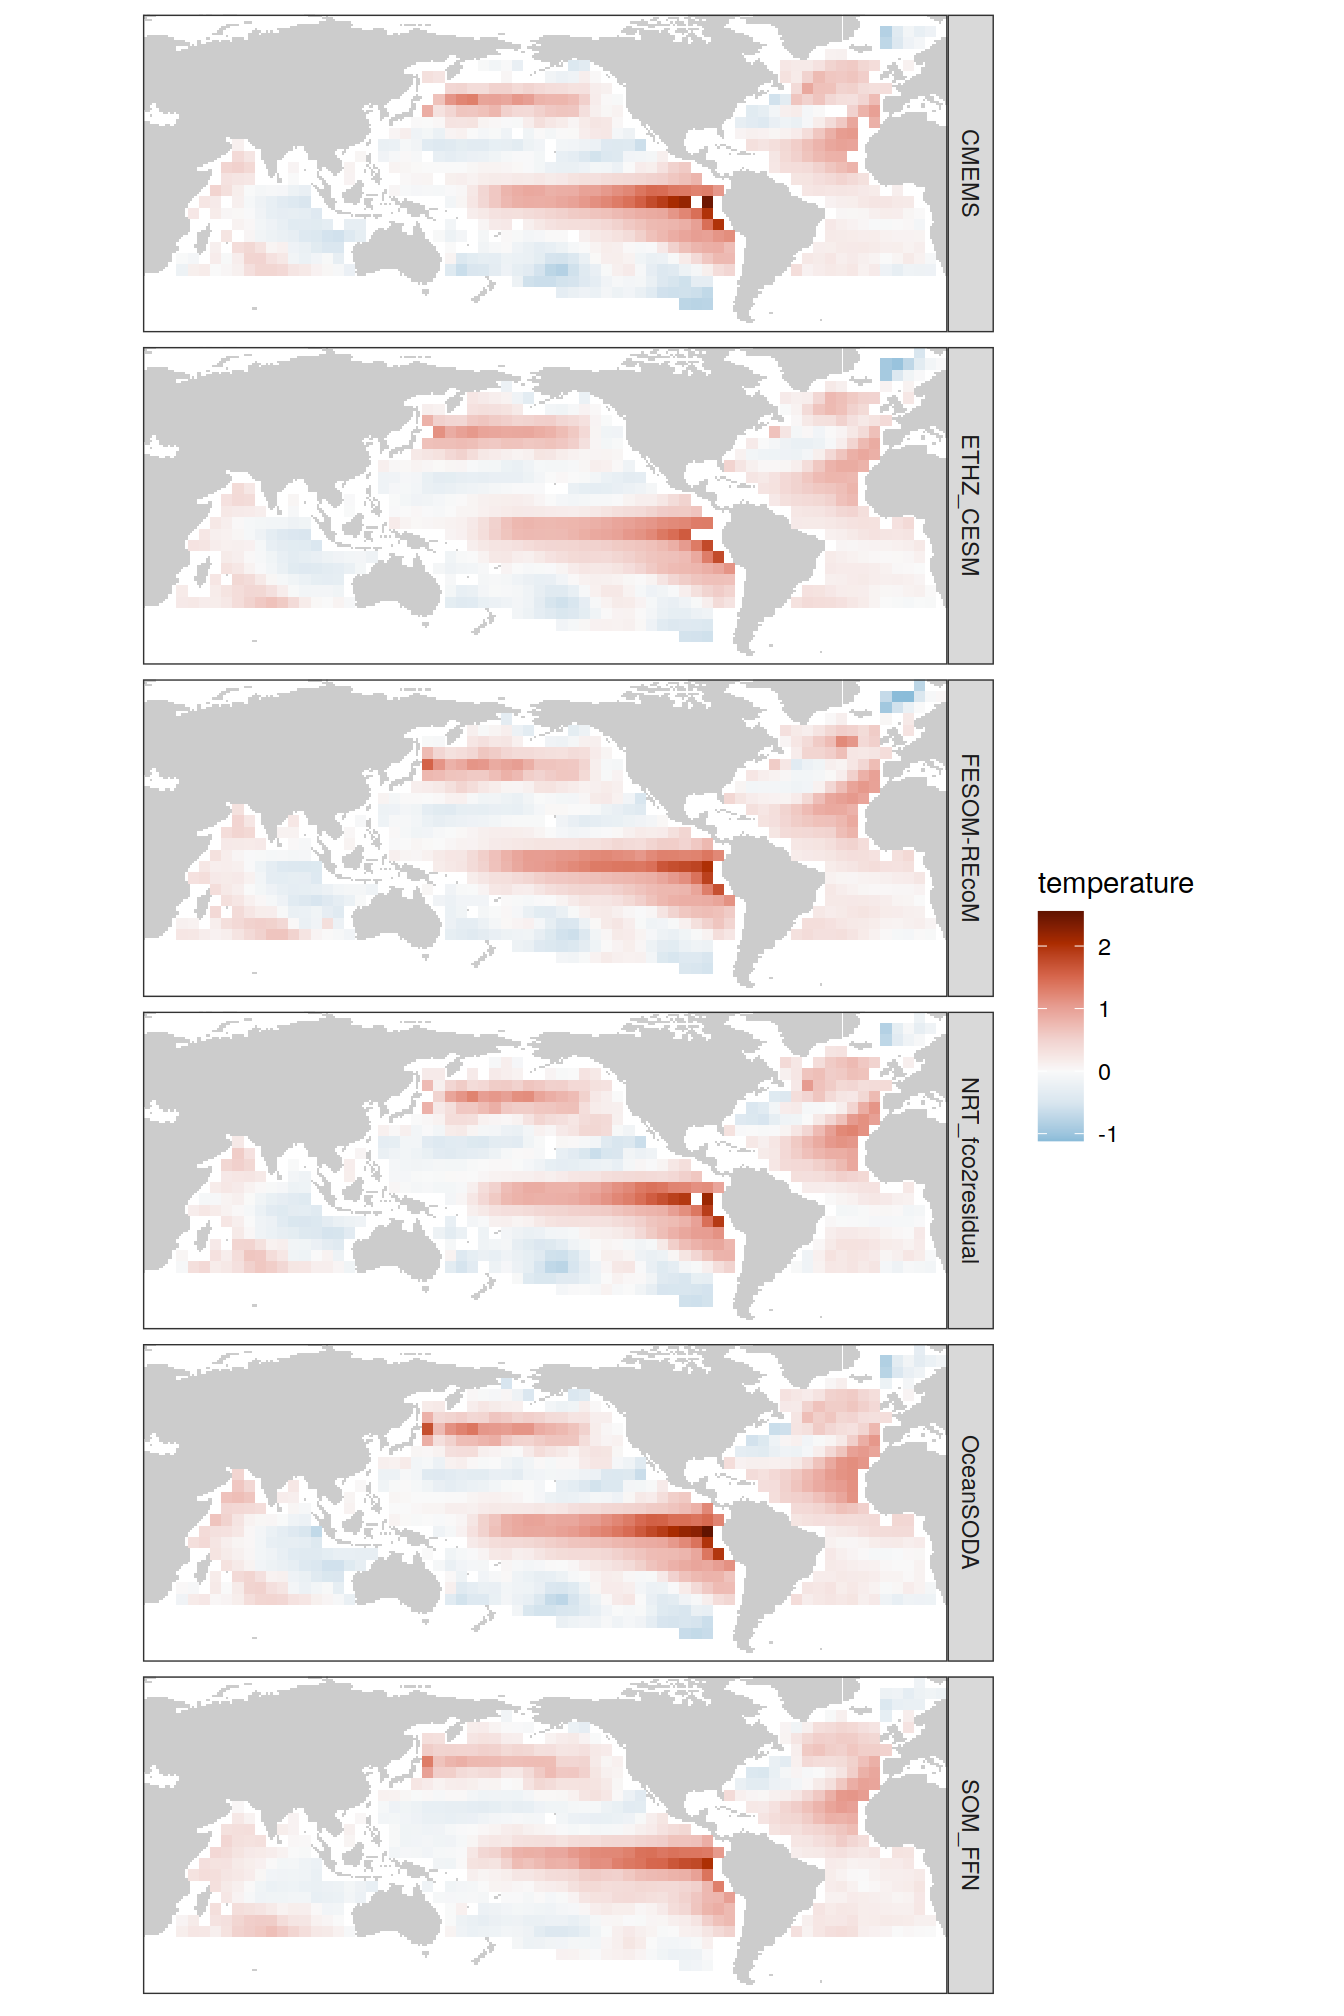 CMEMS
ETHZ_CESM
FESOM-REcoM
NRT_fco2residual
OceanSODA
SOM_FFN
temperature
2
1
0
-1